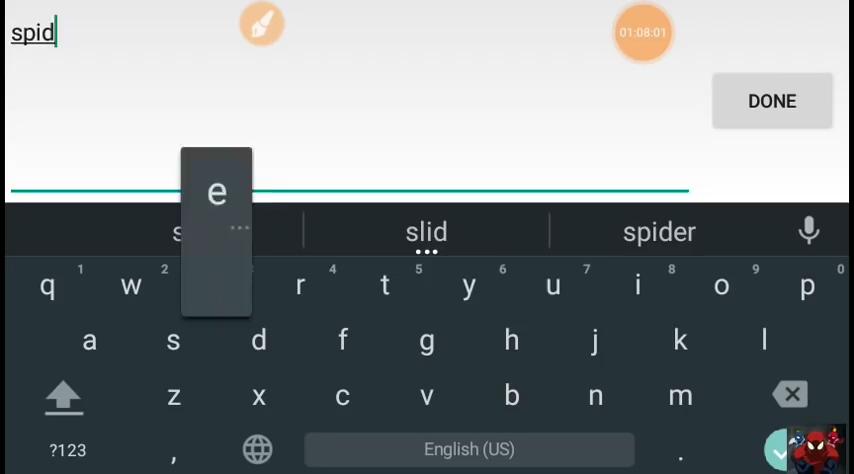 spid
01:08:01
DONE
e
slid spider
1 2 4 5 6 7 8 9 0
q w r t y u i o p
a s d f g h j k l
z x c v b n m
?123 , English (US) .